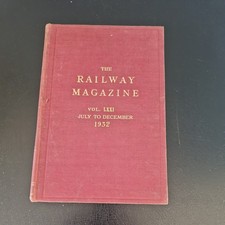 THE
RAILWAY
MAGAZINE
VOL. LXXI
JULY TO DECEMBER
1932